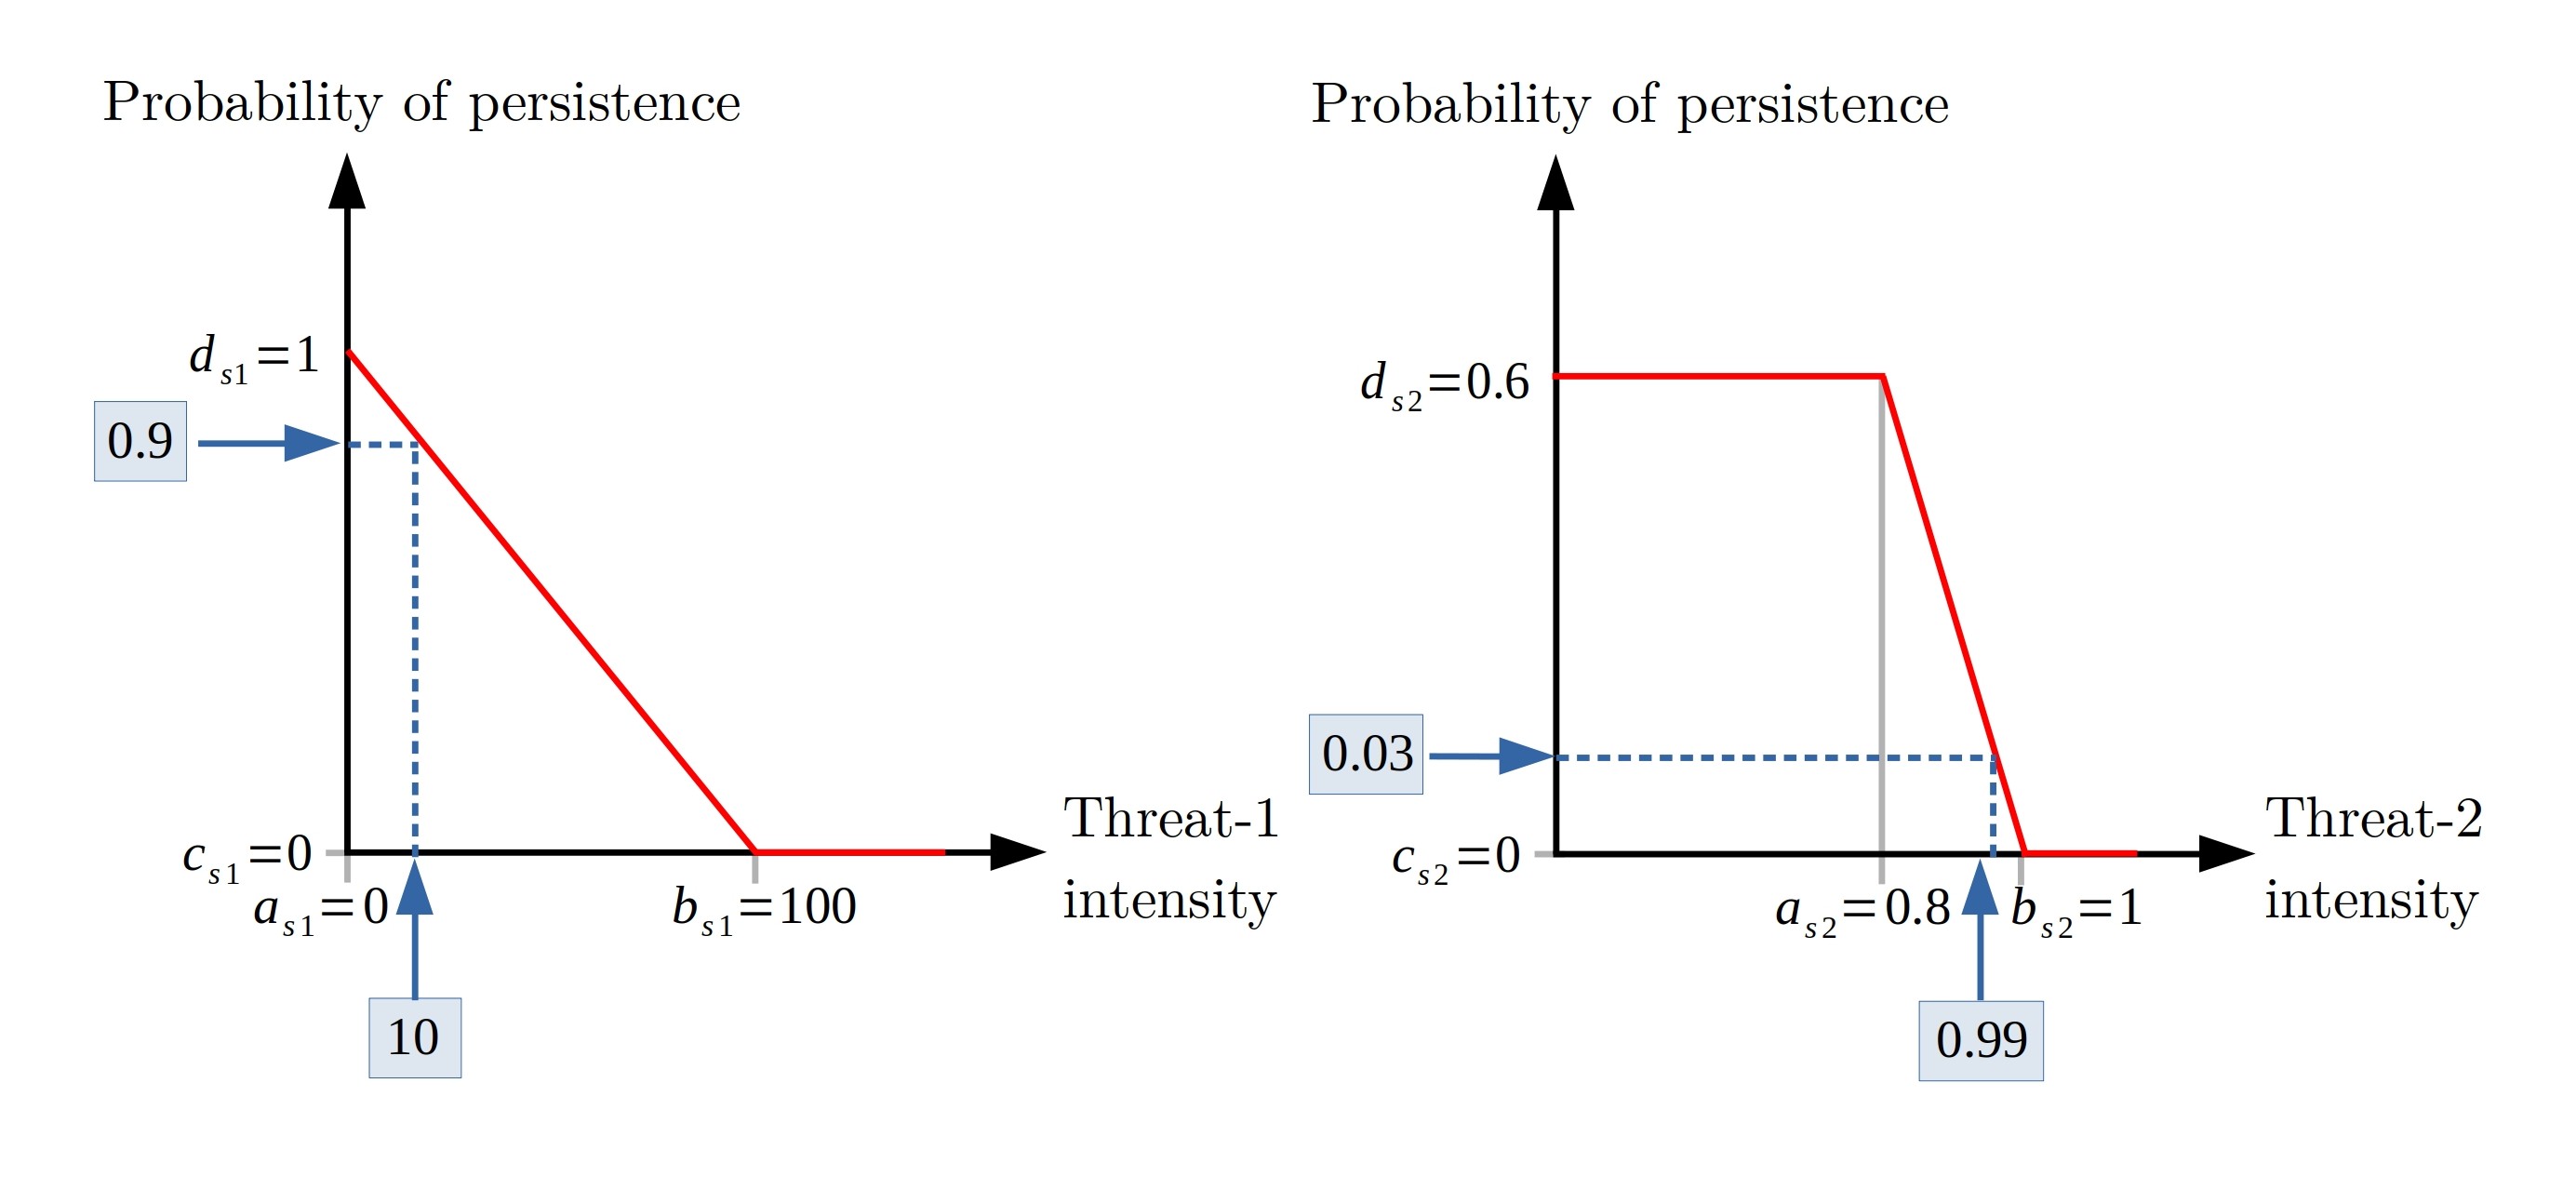 Probability of persistence
d_{s1}=1
0.9
c_{s1}=0
a_{s1}=0
b_{s1}=100
10
Threat-1
intensity
Probability of persistence
d_{s2}=0.6
0.03
c_{s2}=0
a_{s2}=0.8
b_{s2}=1
0.99
Threat-2
intensity